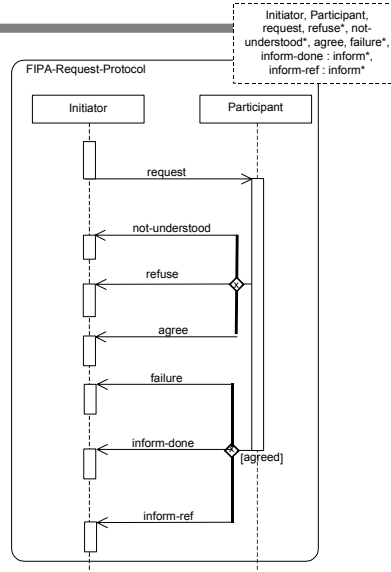 Initiator, Participant,
request, refuse*, not-
understood*, agree, failure*,
inform-done : inform*,
inform-ref : inform*
FIPA-Request-Protocol
Initiator
Participant
request
not-understood
refuse
x
agree
failure
inform-done
x
[agreed]
inform-ref